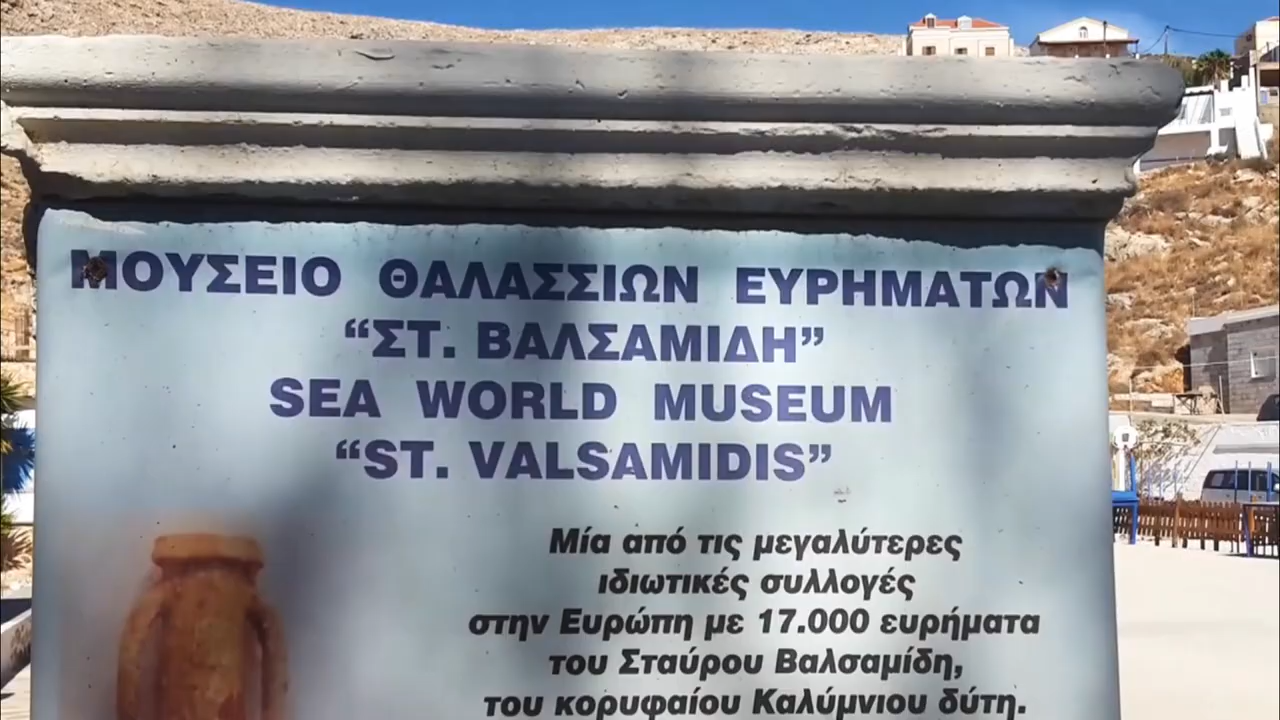 ΜΟΥΣΕΙΟ ΘΑΛΑΣΣΙΩΝ ΕΥΡΗΜΑΤΩΝ
“ΣΤ. ΒΑΛΣΑΜΙΔΗ”
SEA WORLD MUSEUM
“ST. VALSAMIDIS”
Μία από τις μεγαλύτερες
ιδιωτικές συλλογές
στην Ευρώπη με 17.000 ευρήματα
του Σταύρου Βαλσαμίδη,
του κορυφαίου Καλύμνιου δύτη.